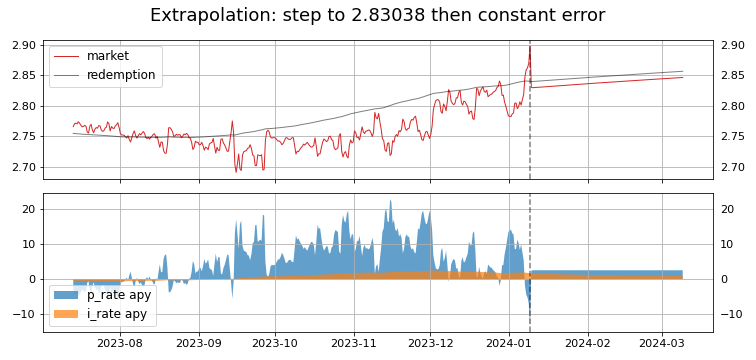 Extrapolation: step to 2.83038 then constant error
2.90 2.90
market
redemption
2.85 2.85
2.80 2.80
2.75 2.75
2.70 2.70
20 20
10 10
0 0
p_rate apy
i_rate apy
−10 −10
2023-08 2023-09 2023-10 2023-11 2023-12 2024-01 2024-02 2024-03